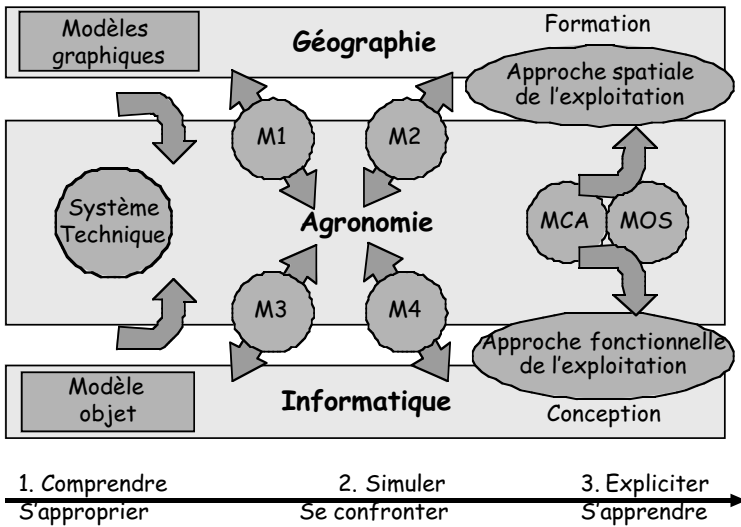 Modèles
graphiques
Géographie
Formation
Approche spatiale
de l'exploitation
M1
M2
Système
Technique
Agronomie
MCA
MOS
M3
M4
Approche fonctionnelle
de l'exploitation
Modèle
objet
Informatique
Conception
1. Comprendre
S'approprier
2. Simuler
Se confronter
3. Expliciter
S'apprendre